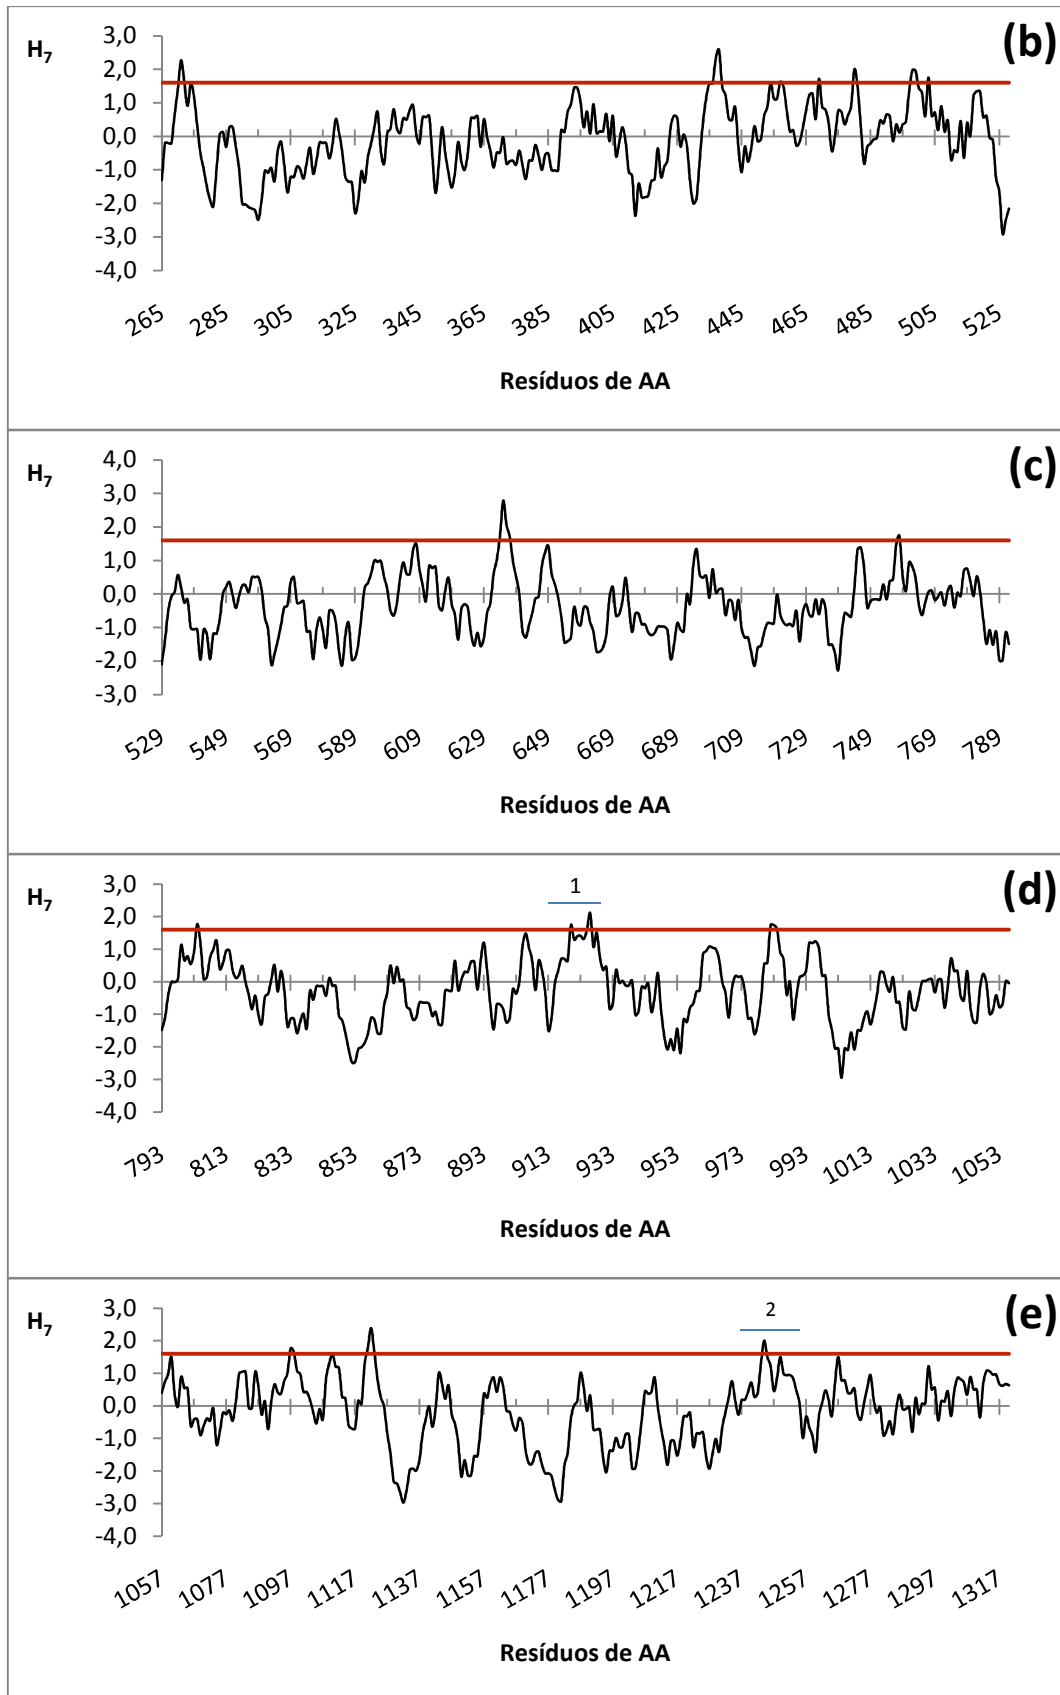 (b)
H₇
3,0
2,0
1,0
0,0
-1,0
-2,0
-3,0
-4,0
265 285 305 325 345 365 385 405 425 445 465 485 505 525
Resíduos de AA
(c)
H₇
4,0
3,0
2,0
1,0
0,0
-1,0
-2,0
-3,0
529 549 569 589 609 629 649 669 689 709 729 749 769 789
Resíduos de AA
(d)
H₇
1
3,0
2,0
1,0
0,0
-1,0
-2,0
-3,0
-4,0
793 813 833 853 873 893 913 933 953 973 993 1013 1033 1053
Resíduos de AA
(e)
H₇
2
3,0
2,0
1,0
0,0
-1,0
-2,0
-3,0
-4,0
1057 1077 1097 1117 1137 1157 1177 1197 1217 1237 1257 1277 1297 1317
Resíduos de AA